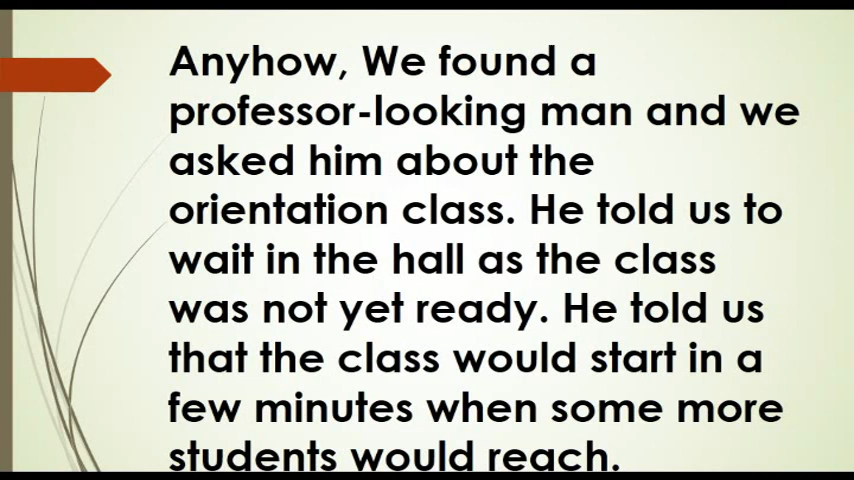 Anyhow, We found a
professor-looking man and we
asked him about the
orientation class. He told us to
wait in the hall as the class
was not yet ready. He told us
that the class would start in a
few minutes when some more
students would reach.